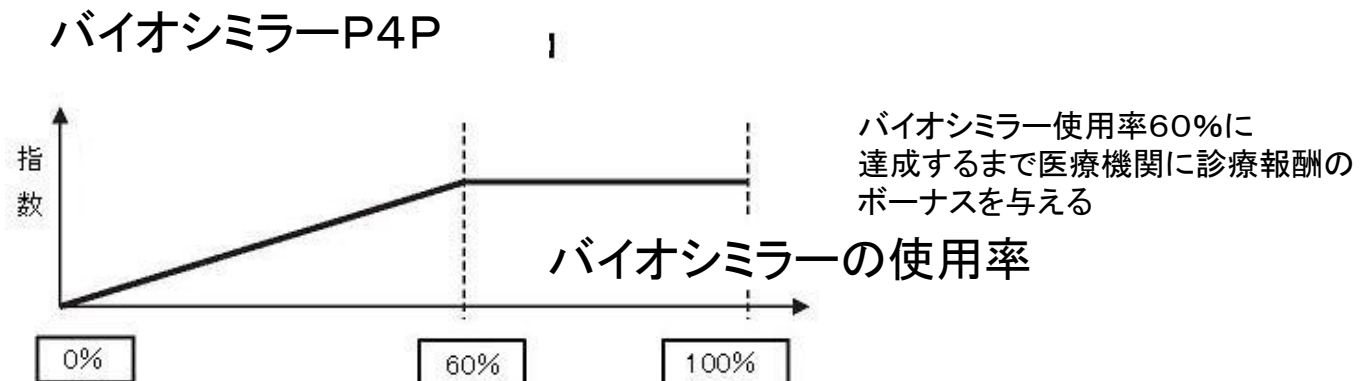 バイオシミラーP4P
指
数
バイオシミラー使用率60%に
達成するまで医療機関に診療報酬の
ボーナスを与える
バイオシミラーの使用率
0%
60%
100%